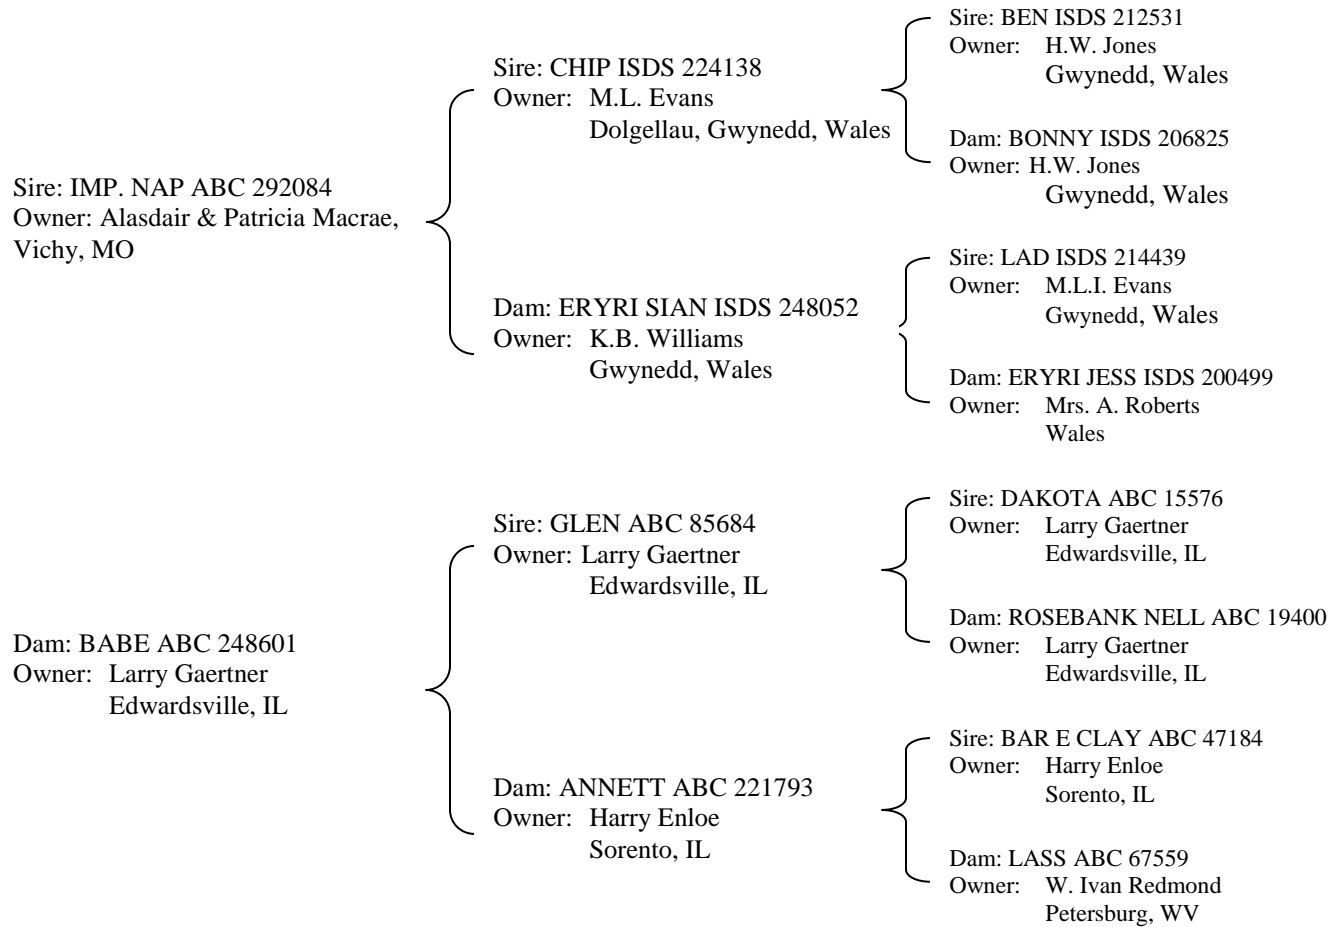 Sire: IMP. NAP ABC 292084
Owner: Alasdair & Patricia Macrae,
Vichy, MO
Sire: CHIP ISDS 224138
Owner: M.L. Evans
Dolgellau, Gwynedd, Wales
Sire: BEN ISDS 212531
Owner: H.W. Jones
Gwynedd, Wales
Dam: BONNY ISDS 206825
Owner: H.W. Jones
Gwynedd, Wales
Dam: ERYRI SIAN ISDS 248052
Owner: K.B. Williams
Gwynedd, Wales
Sire: LAD ISDS 214439
Owner: M.L.I. Evans
Gwynedd, Wales
Dam: ERYRI JESS ISDS 200499
Owner: Mrs. A. Roberts
Wales
Dam: BABE ABC 248601
Owner: Larry Gaertner
Edwardsville, IL
Sire: GLEN ABC 85684
Owner: Larry Gaertner
Edwardsville, IL
Sire: DAKOTA ABC 15576
Owner: Larry Gaertner
Edwardsville, IL
Dam: ROSEBANK NELL ABC 19400
Owner: Larry Gaertner
Edwardsville, IL
Dam: ANNETT ABC 221793
Owner: Harry Enloe
Sorento, IL
Sire: BAR E CLAY ABC 47184
Owner: Harry Enloe
Sorento, IL
Dam: LASS ABC 67559
Owner: W. Ivan Redmond
Petersburg, WV